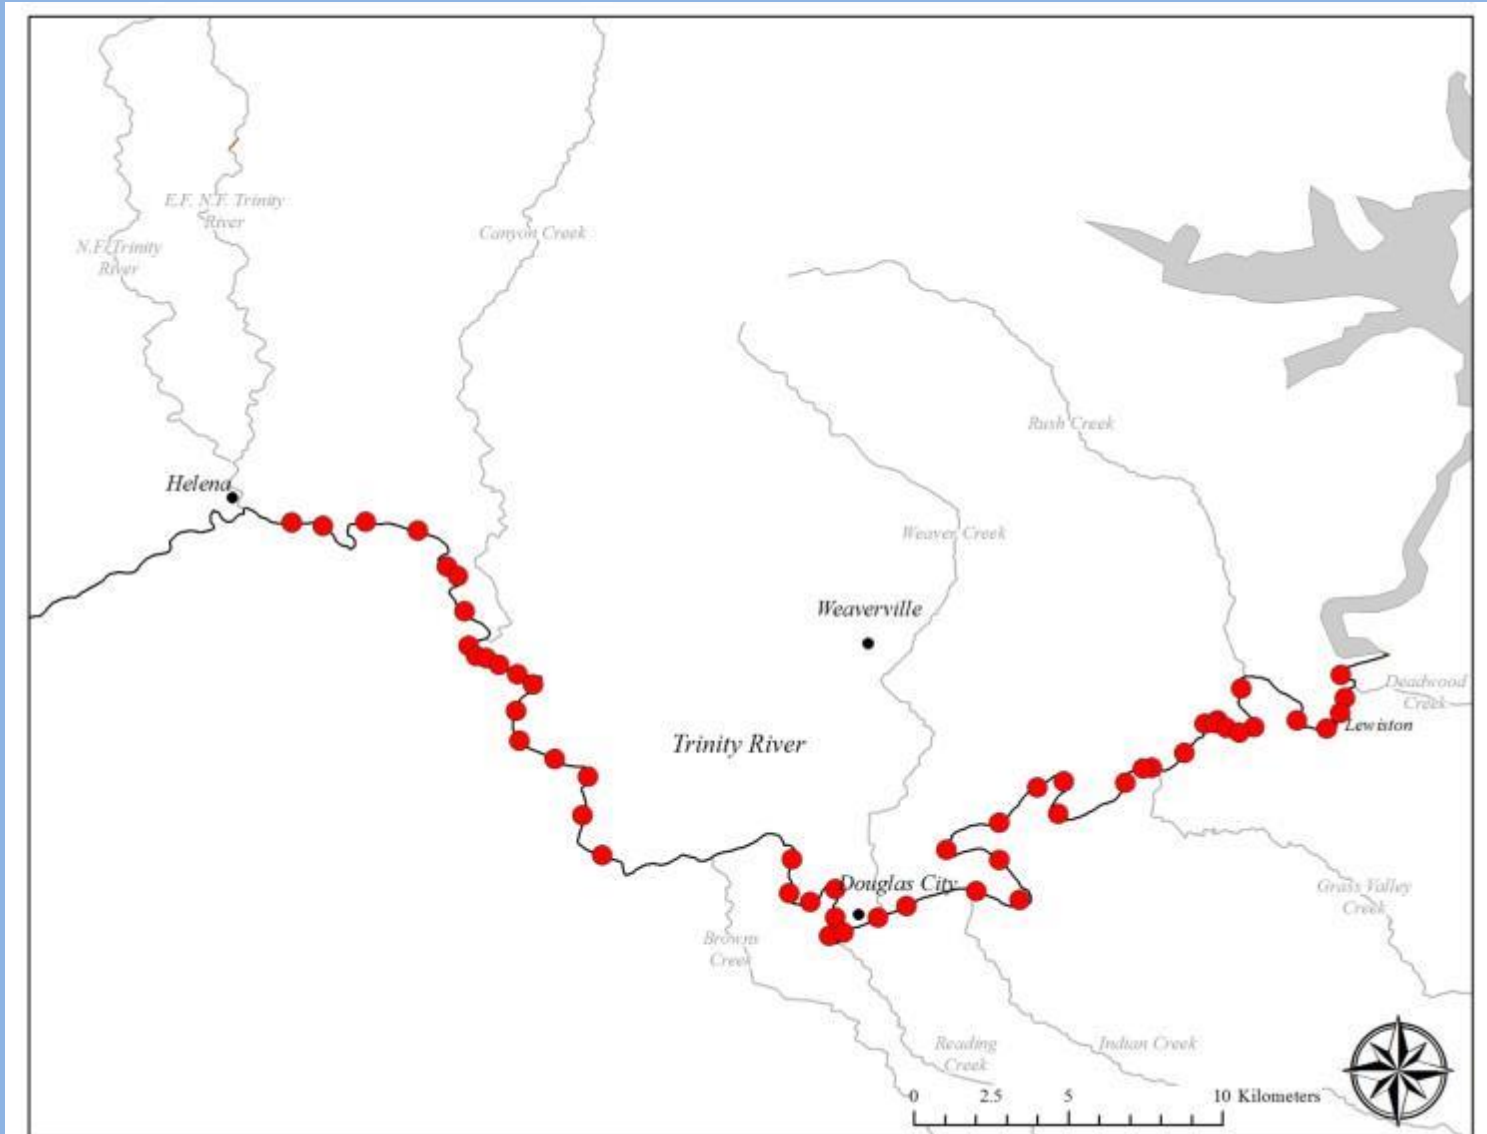 E.F. N.F. Trinity
River
N.F. Trinity
River
Canyon Creek
Rush Creek
Helena
Weaver Creek
Weaverville
Deadwood
Creek
Lewiston
Trinity River
Douglas City
Grass Valley
Creek
Browns
Creek
Reading
Creek
Indian Creek
0 2.5 5 10 Kilometers